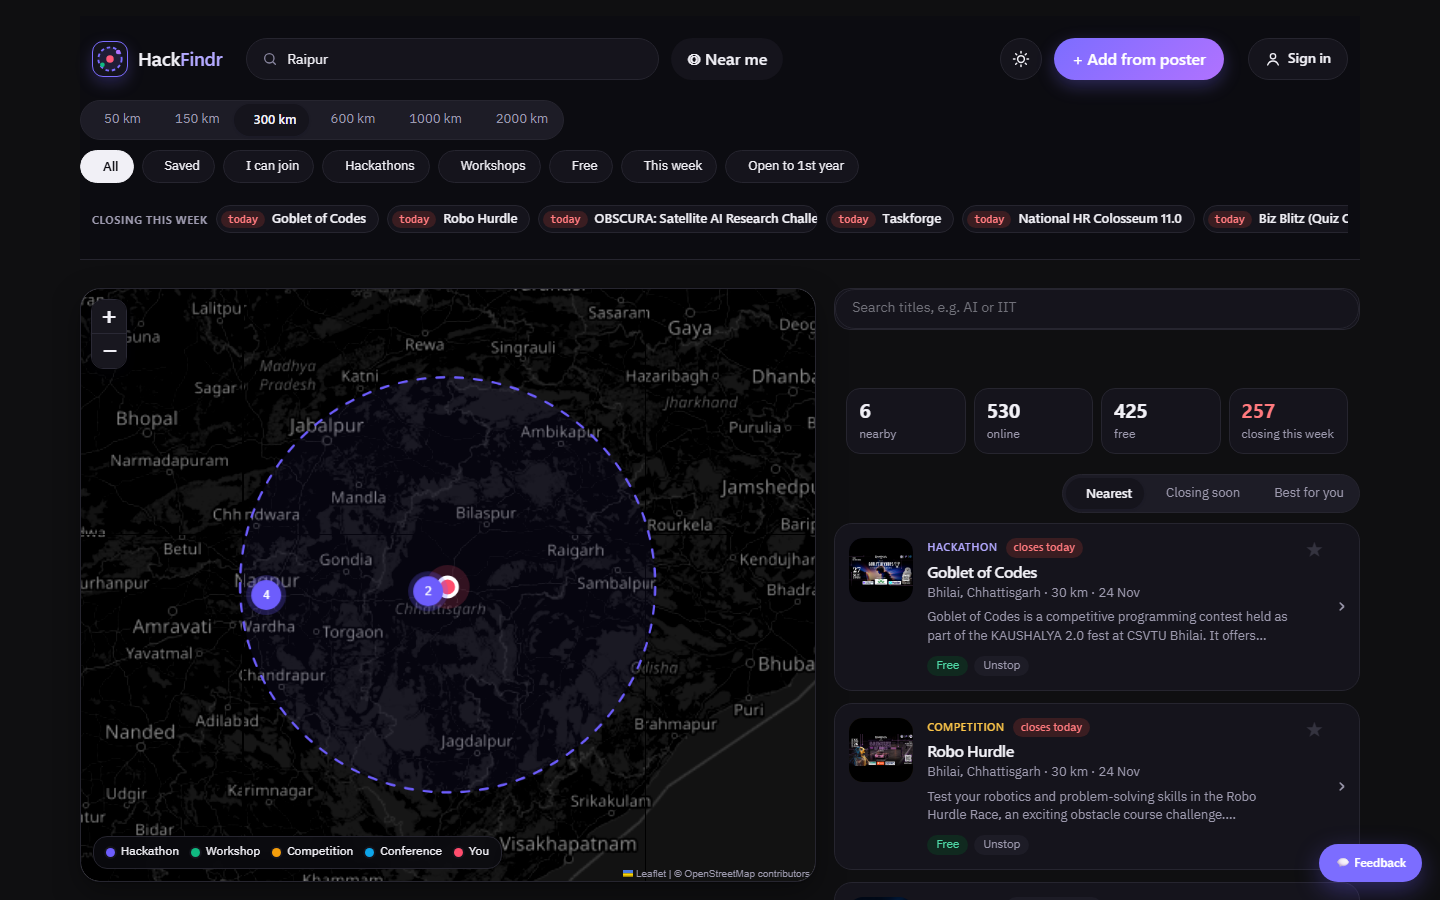 HackFindr
Raipur
Near me
+ Add from poster
Sign in
50 km
150 km
300 km
600 km
1000 km
2000 km
All
Saved
I can join
Hackathons
Workshops
Free
This week
Open to 1st year
CLOSING THIS WEEK
today Goblet of Codes
today Robo Hurdle
today OBSCURA: Satellite AI Research Challe
today Taskforge
today National HR Colosseum 11.0
today Biz Blitz (Quiz C
+
−
Lalitpur
Guna
Sasaram
Gaya
Deog
Rewa
Singrauli
Madhya
Pradesh
Katni
Sagar
Hazaribagh
Dhanba
Jharkhand
Bhopal
Jabalpur
Ambikapur
Purulia
B
Narmadapuram
Jamshedpu
Mandla
Chhindwara
Bilaspur
Rourkela
Barip
Betul
Gondia
Raigarh
Kendujhar
urhanpur
Nagpur
Sambalpur
Bhadra
4
2
Chhattisgarh
Amravati
Wardha
Torgaon
Yavatmal
Odisha
Bhuba
Chandrapur
Puri
Nanded
Adilabad
Brahmapur
Jagdalpur
Udgir
Karimnagar
Srikakulam
Bidar
Visakhapatnam
Hackathon
Workshop
Competition
Conference
You
Khammam
Leaflet | © OpenStreetMap contributors
Search titles, e.g. AI or IIT
6
nearby
530
online
425
free
257
closing this week
Nearest
Closing soon
Best for you
HACKATHON closes today
Goblet of Codes
Bhilai, Chhattisgarh · 30 km · 24 Nov
Goblet of Codes is a competitive programming contest held as
part of the KAUSHALYA 2.0 fest at CSVTU Bhilai. It offers...
Free Unstop
COMPETITION closes today
Robo Hurdle
Bhilai, Chhattisgarh · 30 km · 24 Nov
Test your robotics and problem-solving skills in the Robo
Hurdle Race, an exciting obstacle course challenge....
Free Unstop
Feedback